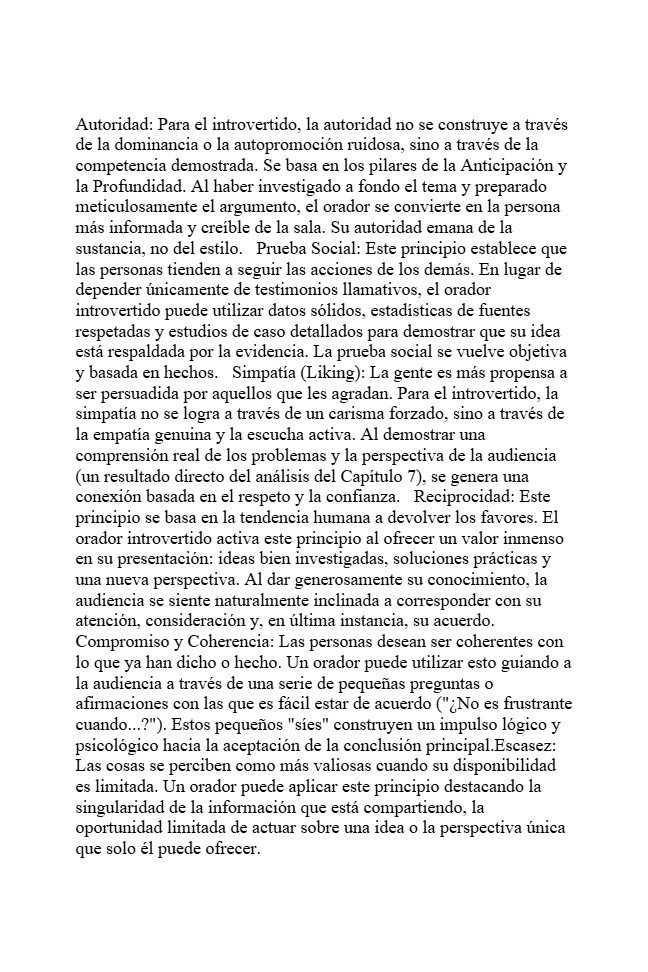 Autoridad: Para el introvertido, la autoridad no se construye a través
de la dominancia o la autopromoción ruidosa, sino a través de la
competencia demostrada. Se basa en los pilares de la Anticipación y
la Profundidad. Al haber investigado a fondo el tema y preparado
meticulosamente el argumento, el orador se convierte en la persona
más informada y creíble de la sala. Su autoridad emana de la
sustancia, no del estilo.   Prueba Social: Este principio establece que
las personas tienden a seguir las acciones de los demás. En lugar de
depender únicamente de testimonios llamativos, el orador
introvertido puede utilizar datos sólidos, estadísticas de fuentes
respetadas y estudios de caso detallados para demostrar que su idea
está respaldada por la evidencia. La prueba social se vuelve objetiva
y basada en hechos.   Simpatía (Liking): La gente es más propensa a
ser persuadida por aquellos que les agradan. Para el introvertido, la
simpatía no se logra a través de un carisma forzado, sino a través de
la empatía genuina y la escucha activa. Al demostrar una
comprensión real de los problemas y la perspectiva de la audiencia
(un resultado directo del análisis del Capítulo 7), se genera una
conexión basada en el respeto y la confianza.   Reciprocidad: Este
principio se basa en la tendencia humana a devolver los favores. El
orador introvertido activa este principio al ofrecer un valor inmenso
en su presentación: ideas bien investigadas, soluciones prácticas y
una nueva perspectiva. Al dar generosamente su conocimiento, la
audiencia se siente naturalmente inclinada a corresponder con su
atención, consideración y, en última instancia, su acuerdo.
Compromiso y Coherencia: Las personas desean ser coherentes con
lo que ya han dicho o hecho. Un orador puede utilizar esto guiando a
la audiencia a través de una serie de pequeñas preguntas o
afirmaciones con las que es fácil estar de acuerdo ("¿No es frustrante
cuando...?"). Estos pequeños "síes" construyen un impulso lógico y
psicológico hacia la aceptación de la conclusión principal.Escasez:
Las cosas se perciben como más valiosas cuando su disponibilidad
es limitada. Un orador puede aplicar este principio destacando la
singularidad de la información que está compartiendo, la
oportunidad limitada de actuar sobre una idea o la perspectiva única
que solo él puede ofrecer.